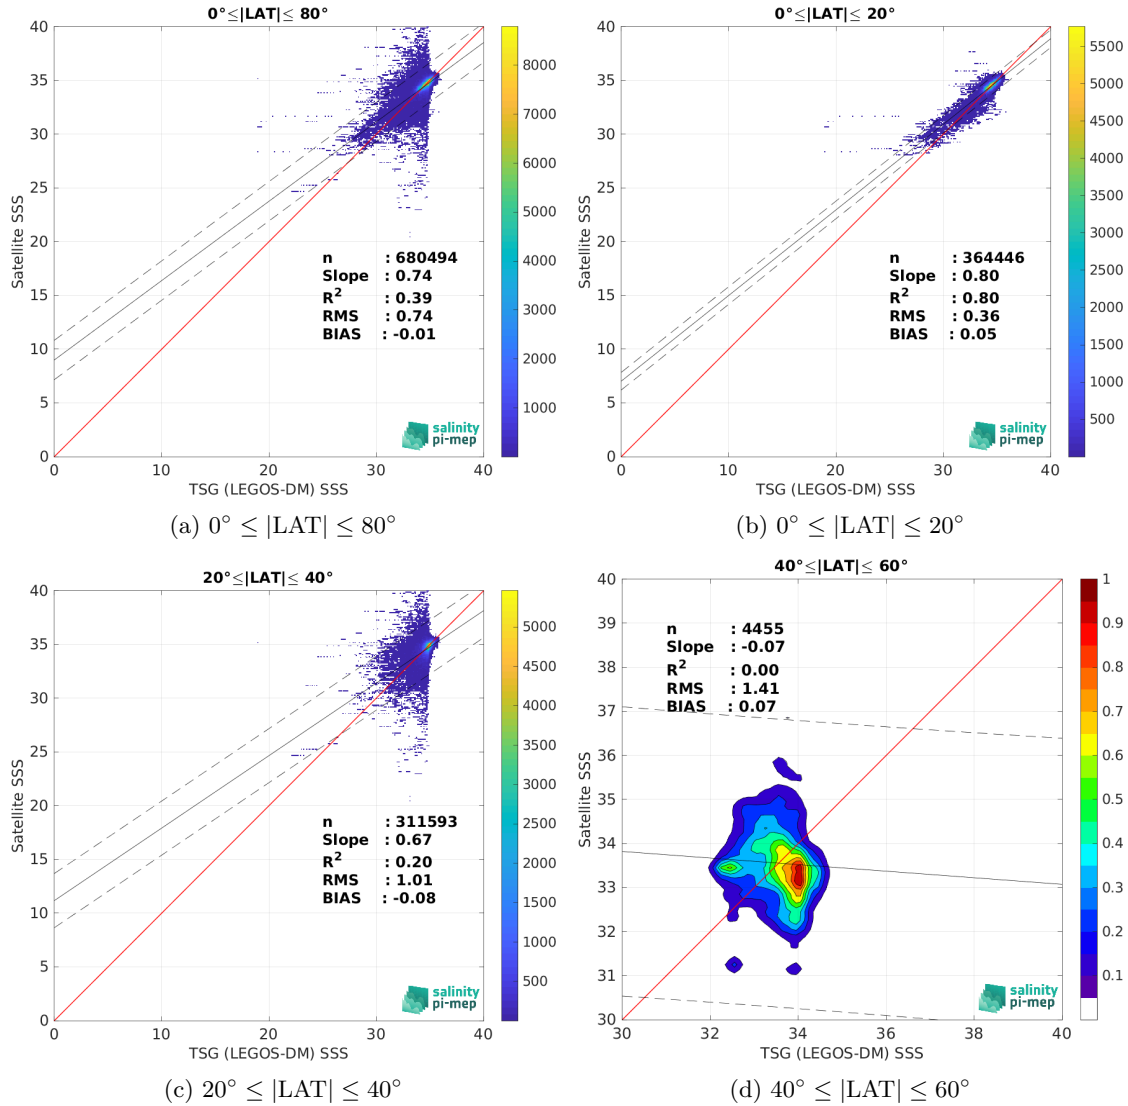 0°≤|LAT|≤ 80°
40
35
30
25
20
15
10
5
0
Satellite SSS
n : 680494
Slope : 0.74
R² : 0.39
RMS : 0.74
BIAS : -0.01
salinity
pi-mep
0 10 20 30 40
TSG (LEGOS-DM) SSS
8000
7000
6000
5000
4000
3000
2000
1000
(a) 0° ≤ |LAT| ≤ 80°
0°≤|LAT|≤ 20°
40
35
30
25
20
15
10
5
0
Satellite SSS
n : 364446
Slope : 0.80
R² : 0.80
RMS : 0.36
BIAS : 0.05
salinity
pi-mep
0 10 20 30 40
TSG (LEGOS-DM) SSS
5500
5000
4500
4000
3500
3000
2500
2000
1500
1000
500
(b) 0° ≤ |LAT| ≤ 20°
20°≤|LAT|≤ 40°
40
35
30
25
20
15
10
5
0
Satellite SSS
n : 311593
Slope : 0.67
R² : 0.20
RMS : 1.01
BIAS : -0.08
salinity
pi-mep
0 10 20 30 40
TSG (LEGOS-DM) SSS
5000
4500
4000
3500
3000
2500
2000
1500
1000
500
(c) 20° ≤ |LAT| ≤ 40°
40°≤|LAT|≤ 60°
40
39
38
37
36
35
34
33
32
31
30
Satellite SSS
n : 4455
Slope : -0.07
R² : 0.00
RMS : 1.41
BIAS : 0.07
salinity
pi-mep
30 32 34 36 38 40
TSG (LEGOS-DM) SSS
1
0.9
0.8
0.7
0.6
0.5
0.4
0.3
0.2
0.1
(d) 40° ≤ |LAT| ≤ 60°